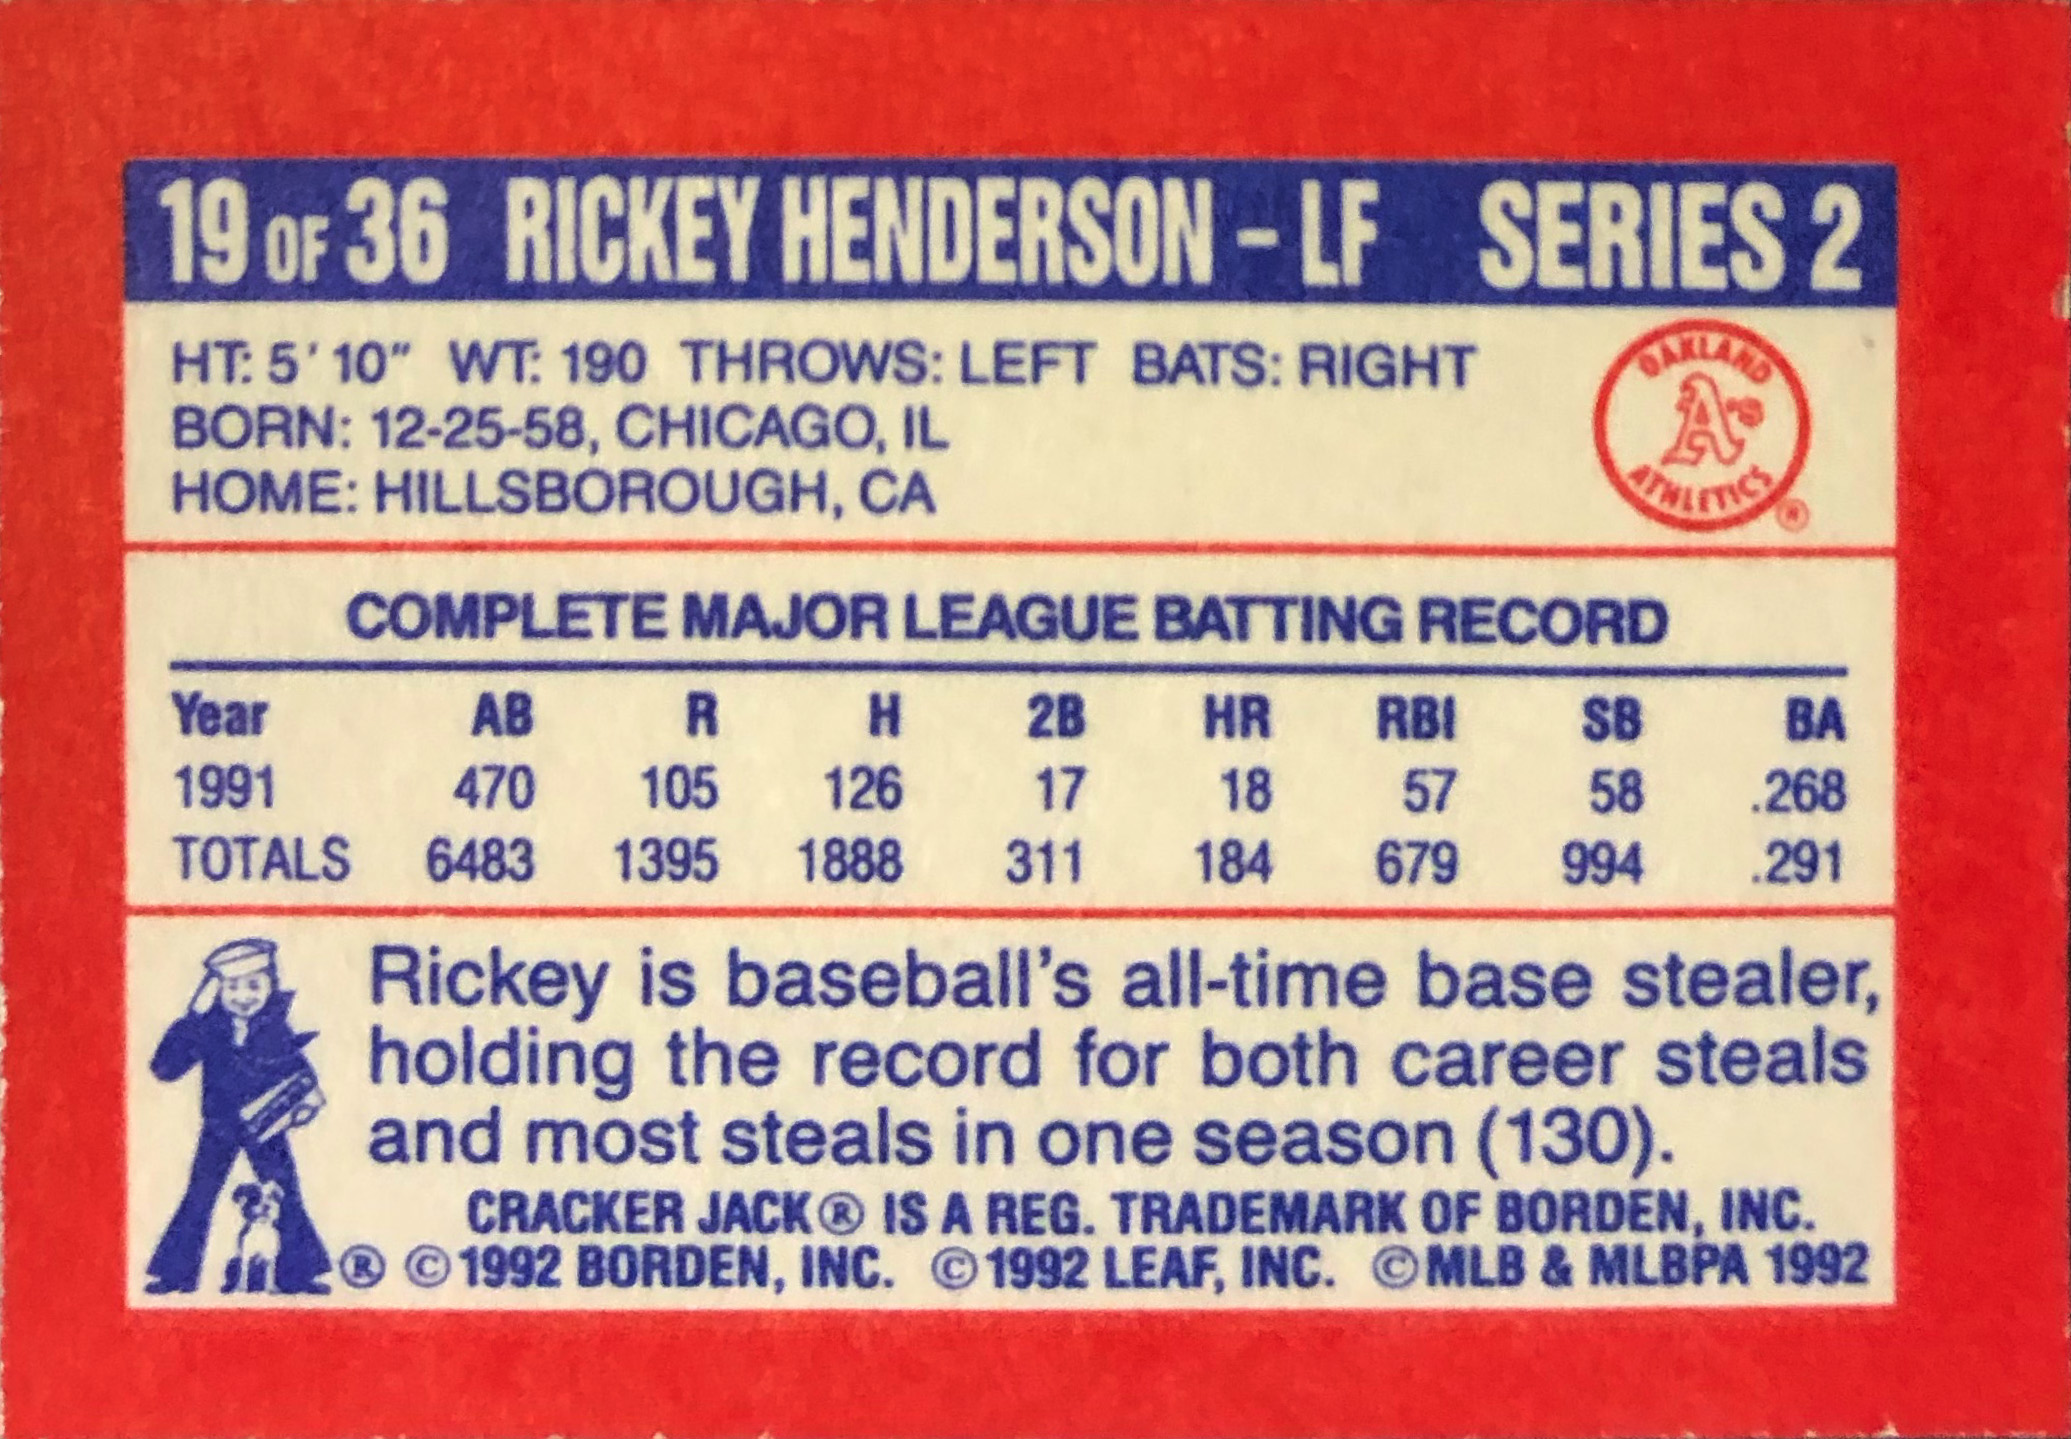 19 OF 36 RICKEY HENDERSON - LF SERIES 2
HT: 5' 10" WT: 190 THROWS: LEFT BATS: RIGHT
BORN: 12-25-58, CHICAGO, IL
HOME: HILLSBOROUGH, CA
OAKLAND
A's
ATHLETICS
®
COMPLETE MAJOR LEAGUE BATTING RECORD
Year AB R H 2B HR RBI SB BA
1991 470 105 126 17 18 57 58 .268
TOTALS 6483 1395 1888 311 184 679 994 .291
Rickey is baseball's all-time base stealer,
holding the record for both career steals
and most steals in one season (130).
CRACKER JACK® IS A REG. TRADEMARK OF BORDEN, INC.
® ©1992 BORDEN, INC. ©1992 LEAF, INC. ©MLB & MLBPA 1992